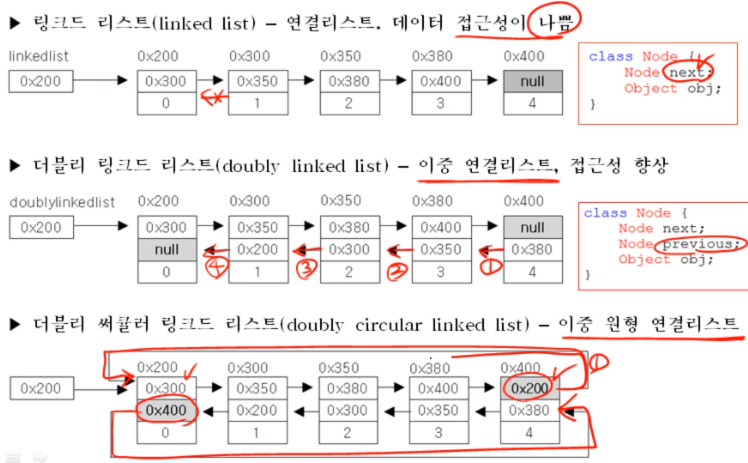 ▶ 링크드 리스트(linked list) – 연결리스트. 데이터 접근성이 나쁨
linkedlist 0x200 0x300 0x350 0x380 0x400
0x200 0x300 0x350 0x380 0x400 null
0 1 2 3 4
class Node {
Node next;
Object obj;
}
▶ 더블리 링크드 리스트(doubly linked list) – 이중 연결리스트, 접근성 향상
doublylinkedlist 0x200 0x300 0x350 0x380 0x400
0x200 0x300 0x350 0x380 0x400 null
null 0x200 0x300 0x350 0x380
④ ③ ② ①
0 1 2 3 4
class Node {
Node next;
Node previous;
Object obj;
}
▶ 더블리 써큘러 링크드 리스트(doubly circular linked list) – 이중 원형 연결리스트
0x200 0x300 0x350 0x380 0x400 ①
0x200 0x300 0x350 0x380 0x400 0x200
0x400 0x200 0x300 0x350 0x380
0 1 2 3 4